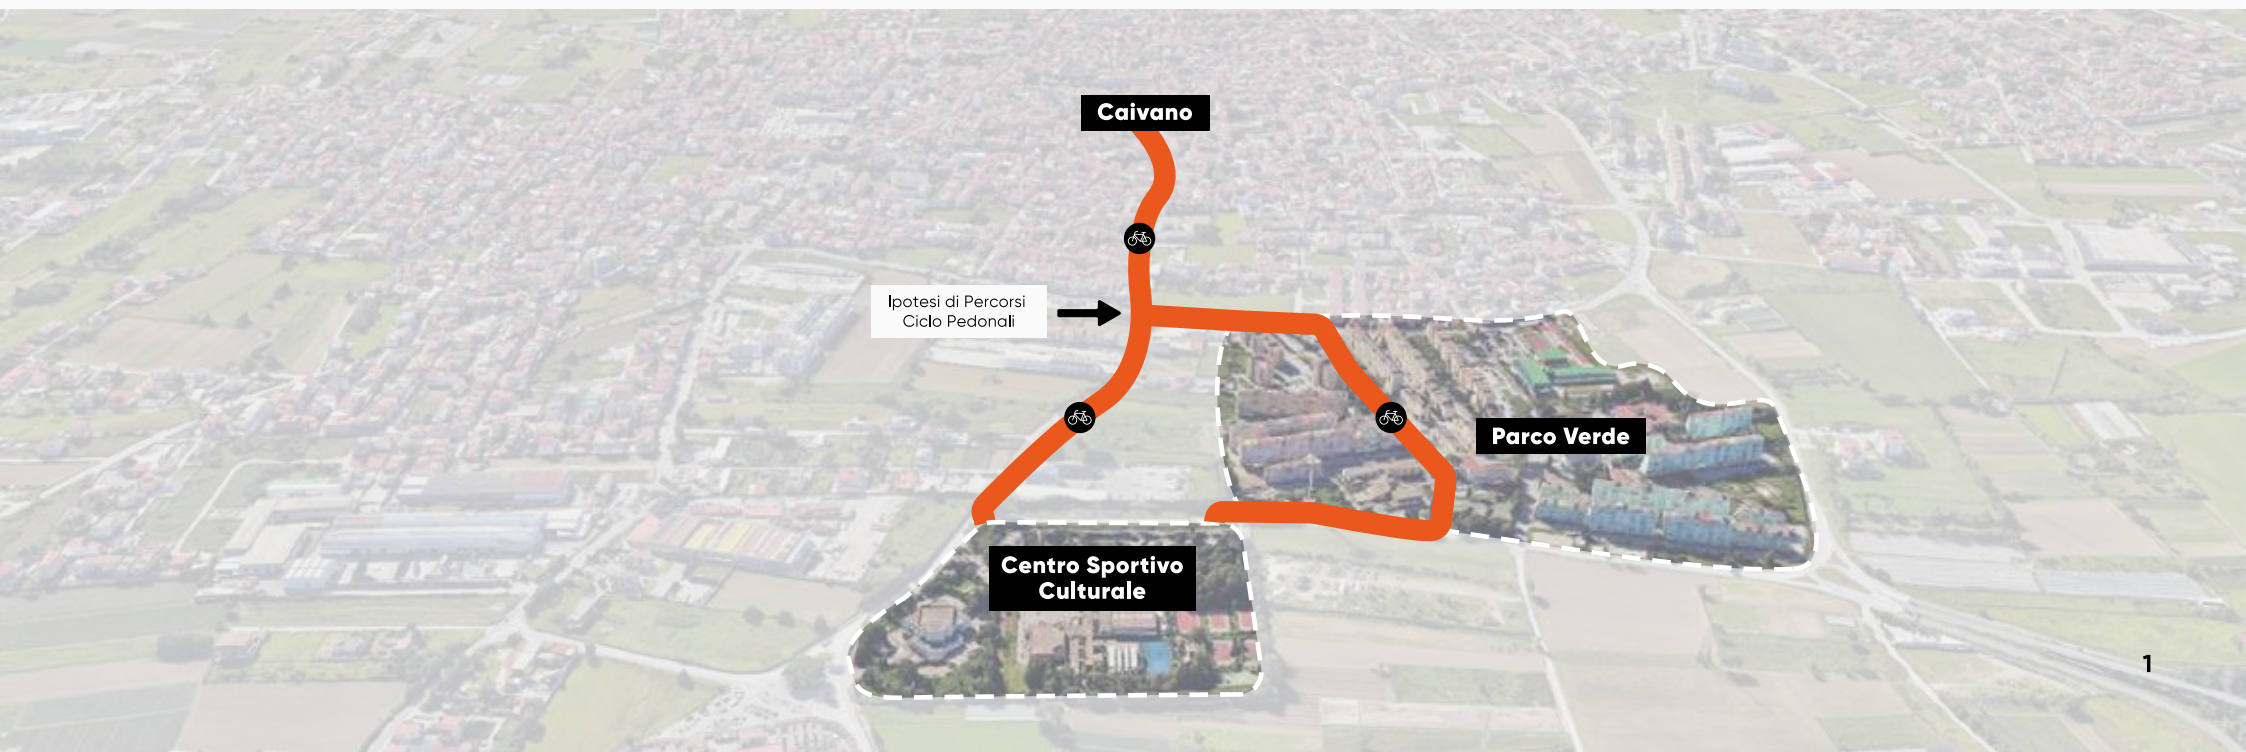 Caivano
Ipotesi di Percorsi
Ciclo Pedonali
Parco Verde
Centro Sportivo
Culturale
1